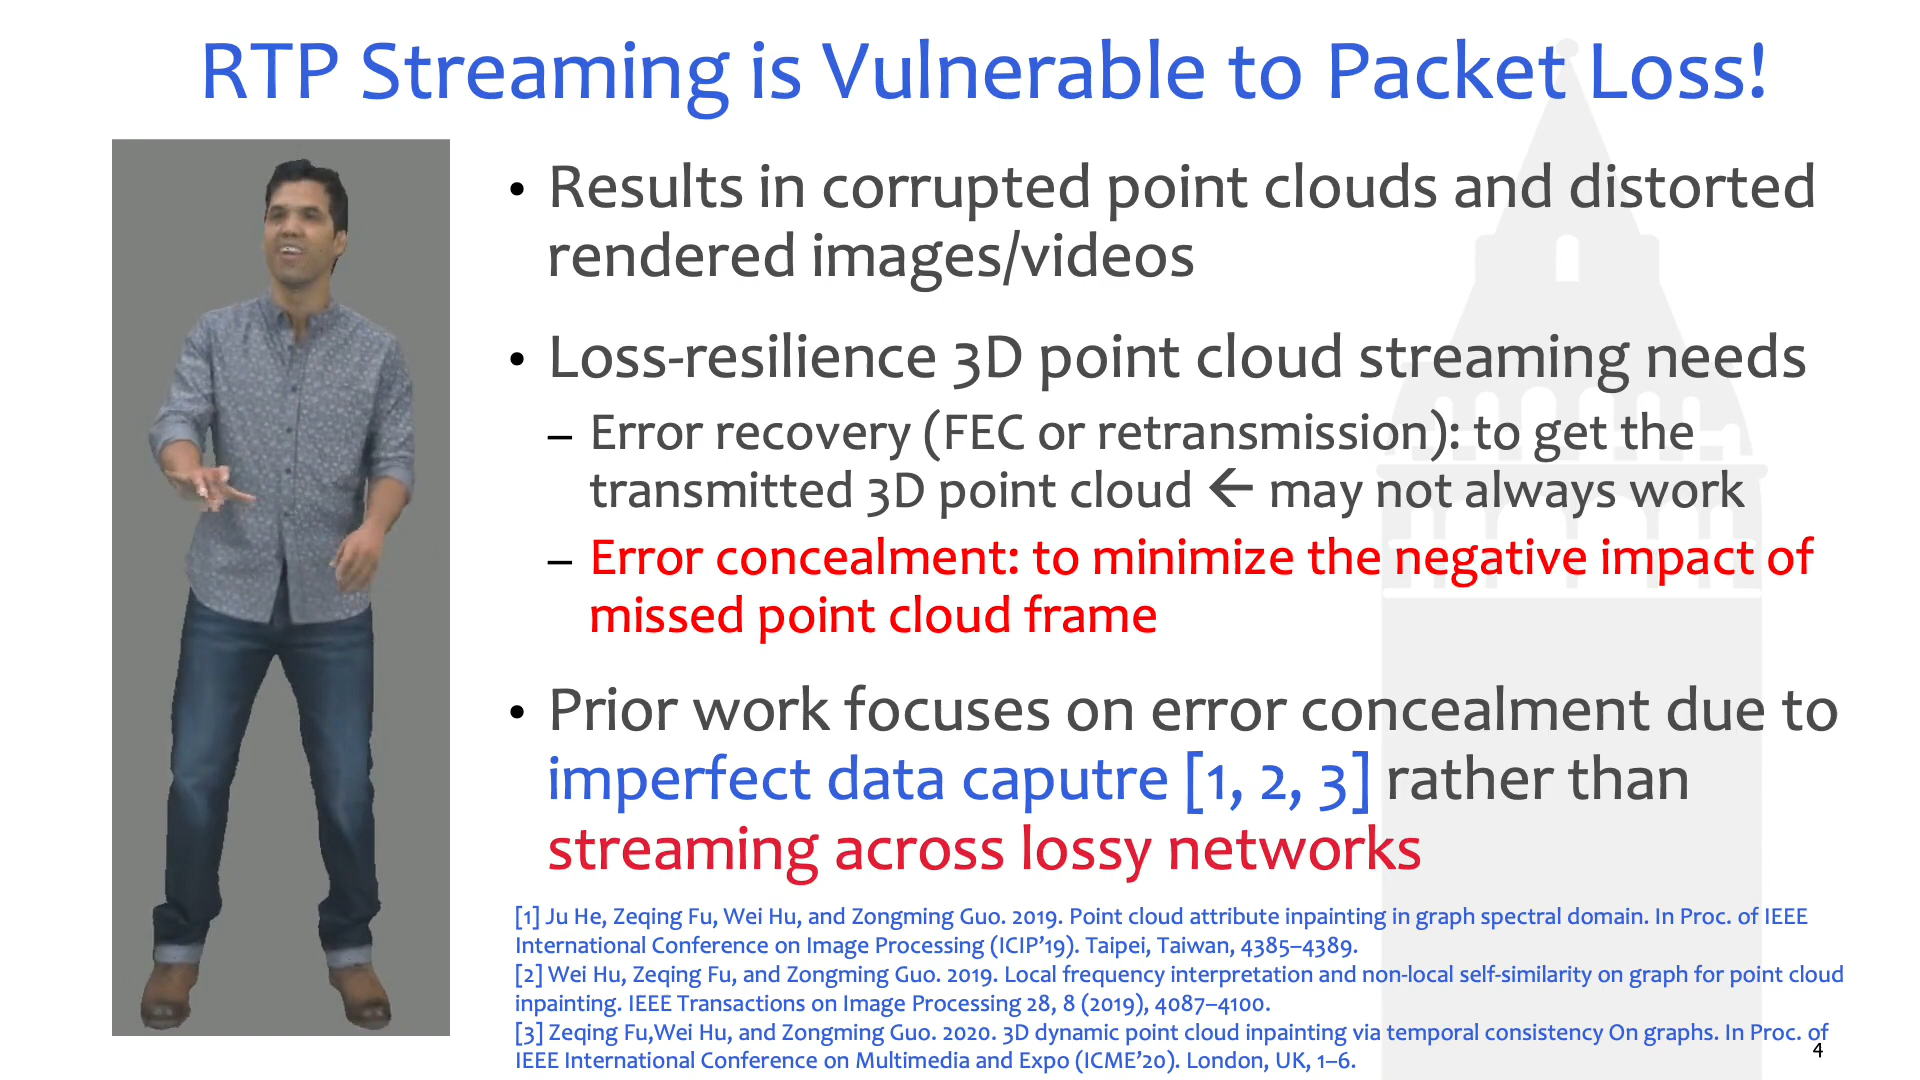 RTP Streaming is Vulnerable to Packet Loss!
• Results in corrupted point clouds and distorted
rendered images/videos
• Loss-resilience 3D point cloud streaming needs
– Error recovery (FEC or retransmission): to get the
transmitted 3D point cloud ← may not always work
– Error concealment: to minimize the negative impact of
missed point cloud frame
• Prior work focuses on error concealment due to
imperfect data caputre [1, 2, 3] rather than
streaming across lossy networks
[1] Ju He, Zeqing Fu, Wei Hu, and Zongming Guo. 2019. Point cloud attribute inpainting in graph spectral domain. In Proc. of IEEE
International Conference on Image Processing (ICIP’19). Taipei, Taiwan, 4385–4389.
[2] Wei Hu, Zeqing Fu, and Zongming Guo. 2019. Local frequency interpretation and non-local self-similarity on graph for point cloud
inpainting. IEEE Transactions on Image Processing 28, 8 (2019), 4087–4100.
[3] Zeqing Fu,Wei Hu, and Zongming Guo. 2020. 3D dynamic point cloud inpainting via temporal consistency On graphs. In Proc. of
IEEE International Conference on Multimedia and Expo (ICME’20). London, UK, 1–6.
4